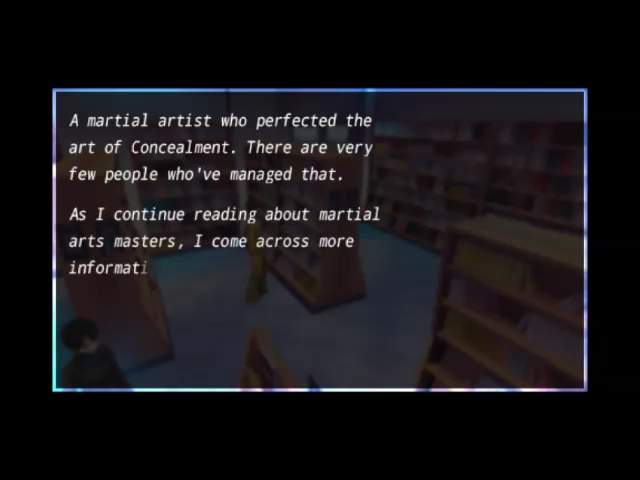 A martial artist who perfected the
art of Concealment. There are very
few people who've managed that.
As I continue reading about martial
arts masters, I come across more
informati